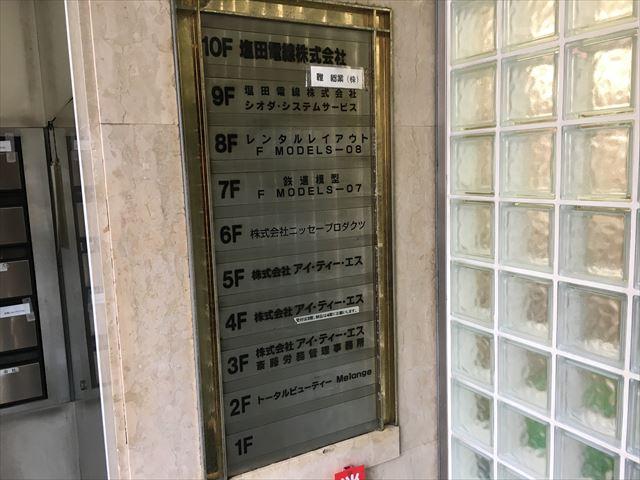 10F 塩田電線株式会社
雅 総業(株)
9F 塩田電線株式会社
シオダ・システムサービス
8F レンタルレイアウト
F MODELS-08
7F 鉄道模型
F MODELS-07
6F 株式会社ニッセープロダクツ
5F 株式会社 アイ・ティー・エス
4F 株式会社 アイ・ティー・エス
3F 株式会社 アイ・ティー・エス
斎藤労務管理事務所
2F トータルビューティー Melange
1F